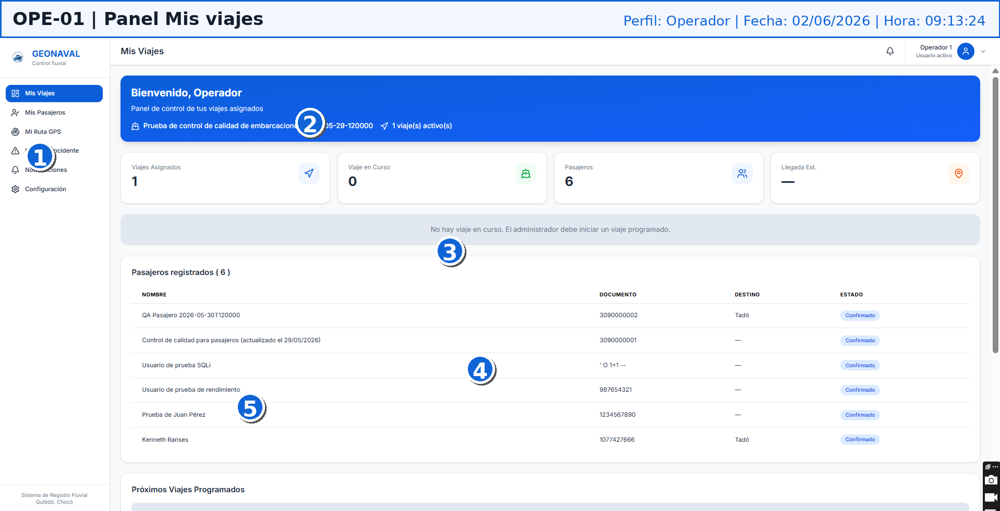 OPE-01 | Panel Mis viajes
Perfil: Operador | Fecha: 02/06/2026 | Hora: 09:13:24
GEONAVAL
Control fluvial
Mis Viajes
Operador 1
Usuario activo
Mis Viajes
Mis Pasajeros
Mi Ruta GPS
1
Configuración
Bienvenido, Operador
Panel de control de tus viajes asignados
Prueba de control de calidad de 2 05-29-120000 1 viaje(s) activo(s)
Viajes Asignados
1
Viaje en Curso
0
Pasajeros
6
Llegada Est.
—
No hay viaje en curso. El administrador debe iniciar un viaje programado.
3
Pasajeros registrados ( 6 )
NOMBRE DOCUMENTO DESTINO ESTADO
QA Pasajero 2026-05-30T120000 3090000002 Tadó Confirmado
Control de calidad para pasajeros (actualizado el 29/05/2026) 3090000001 — Confirmado
Usuario de prueba SQLi ' O 1=1 -- — Confirmado
4
Usuario de prueba de rendimiento 987654321 — Confirmado
5
Prueba de Juan Pérez 1234567890 — Confirmado
Kenneth Ranses 1077427666 Tadó Confirmado
Próximos Viajes Programados
Sistema de Registro Fluvial
Quibdó, Chocó